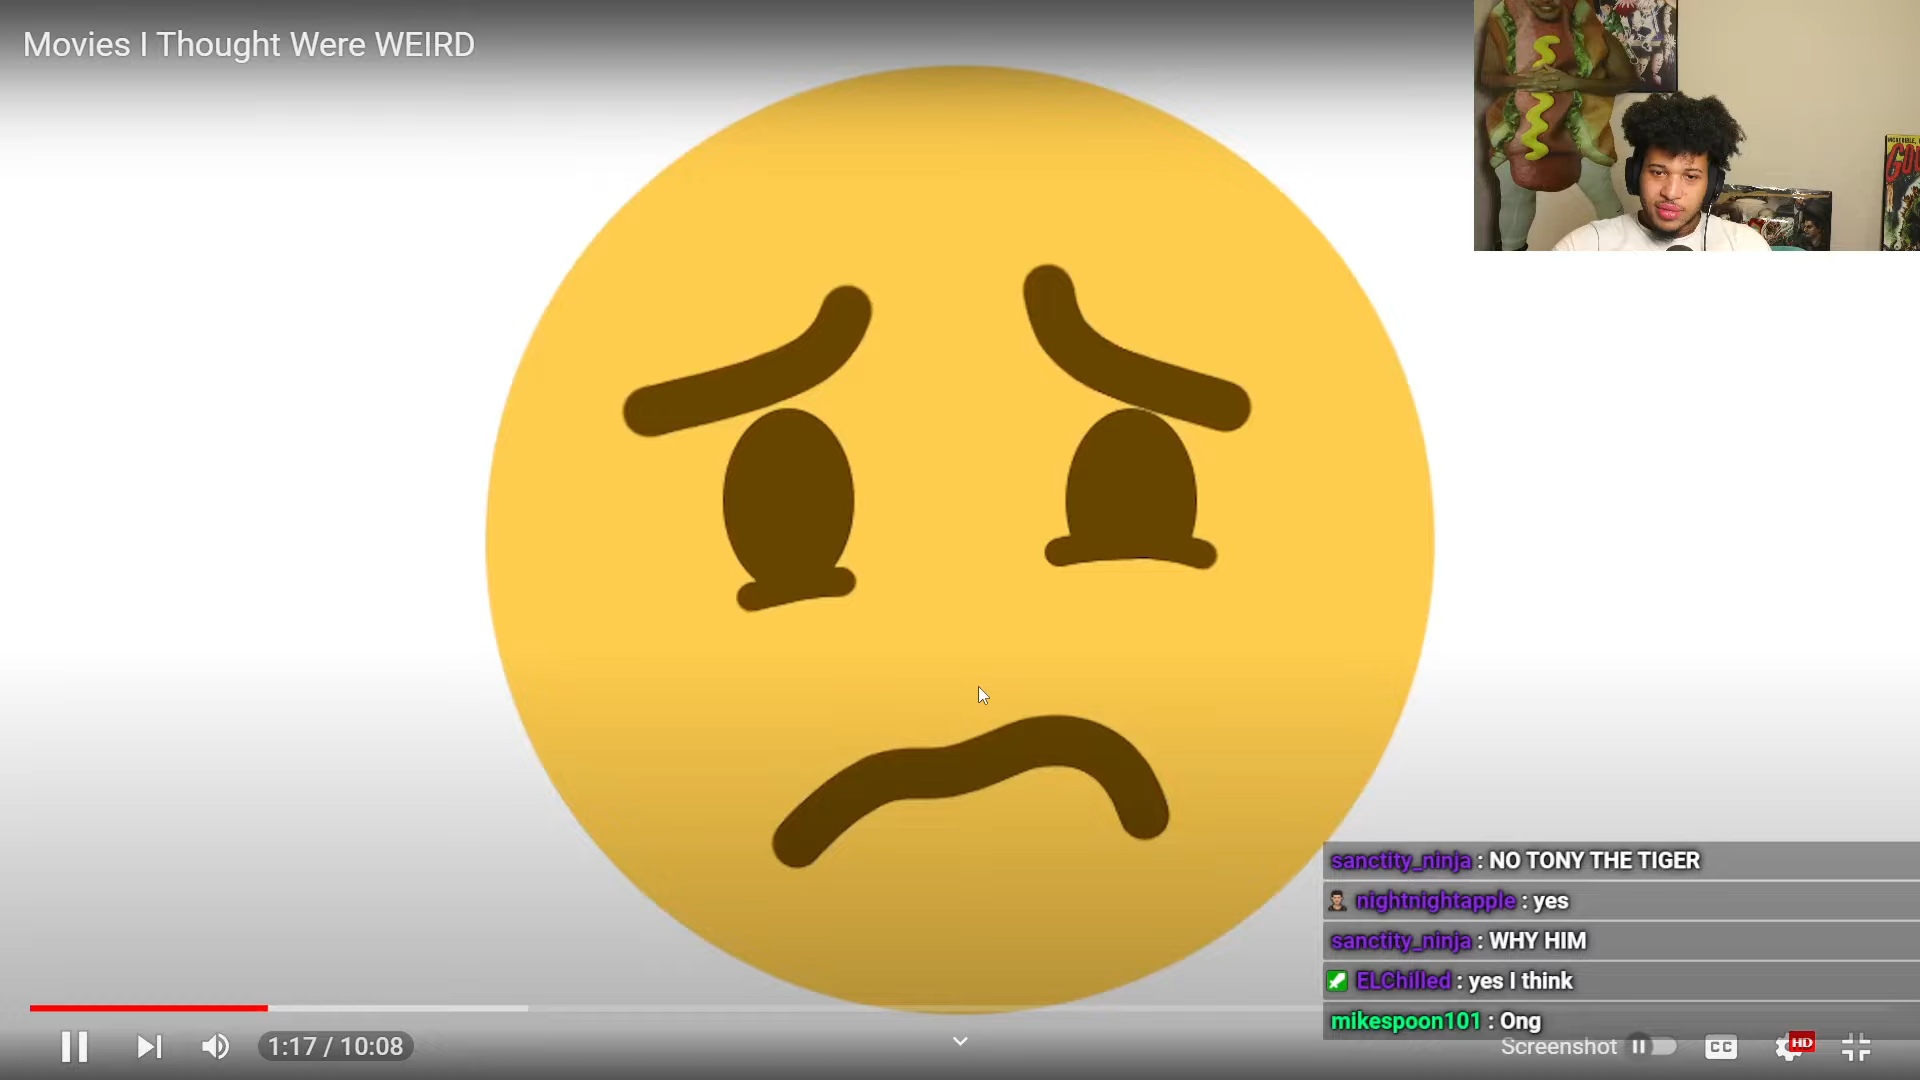 Movies I Thought Were WEIRD
sanctity_ninja : NO TONY THE TIGER
nightnightapple : yes
sanctity_ninja : WHY HIM
ELChilled : yes I think
mikespoon101 : Ong
1:17 / 10:08
Screenshot
CC
HD